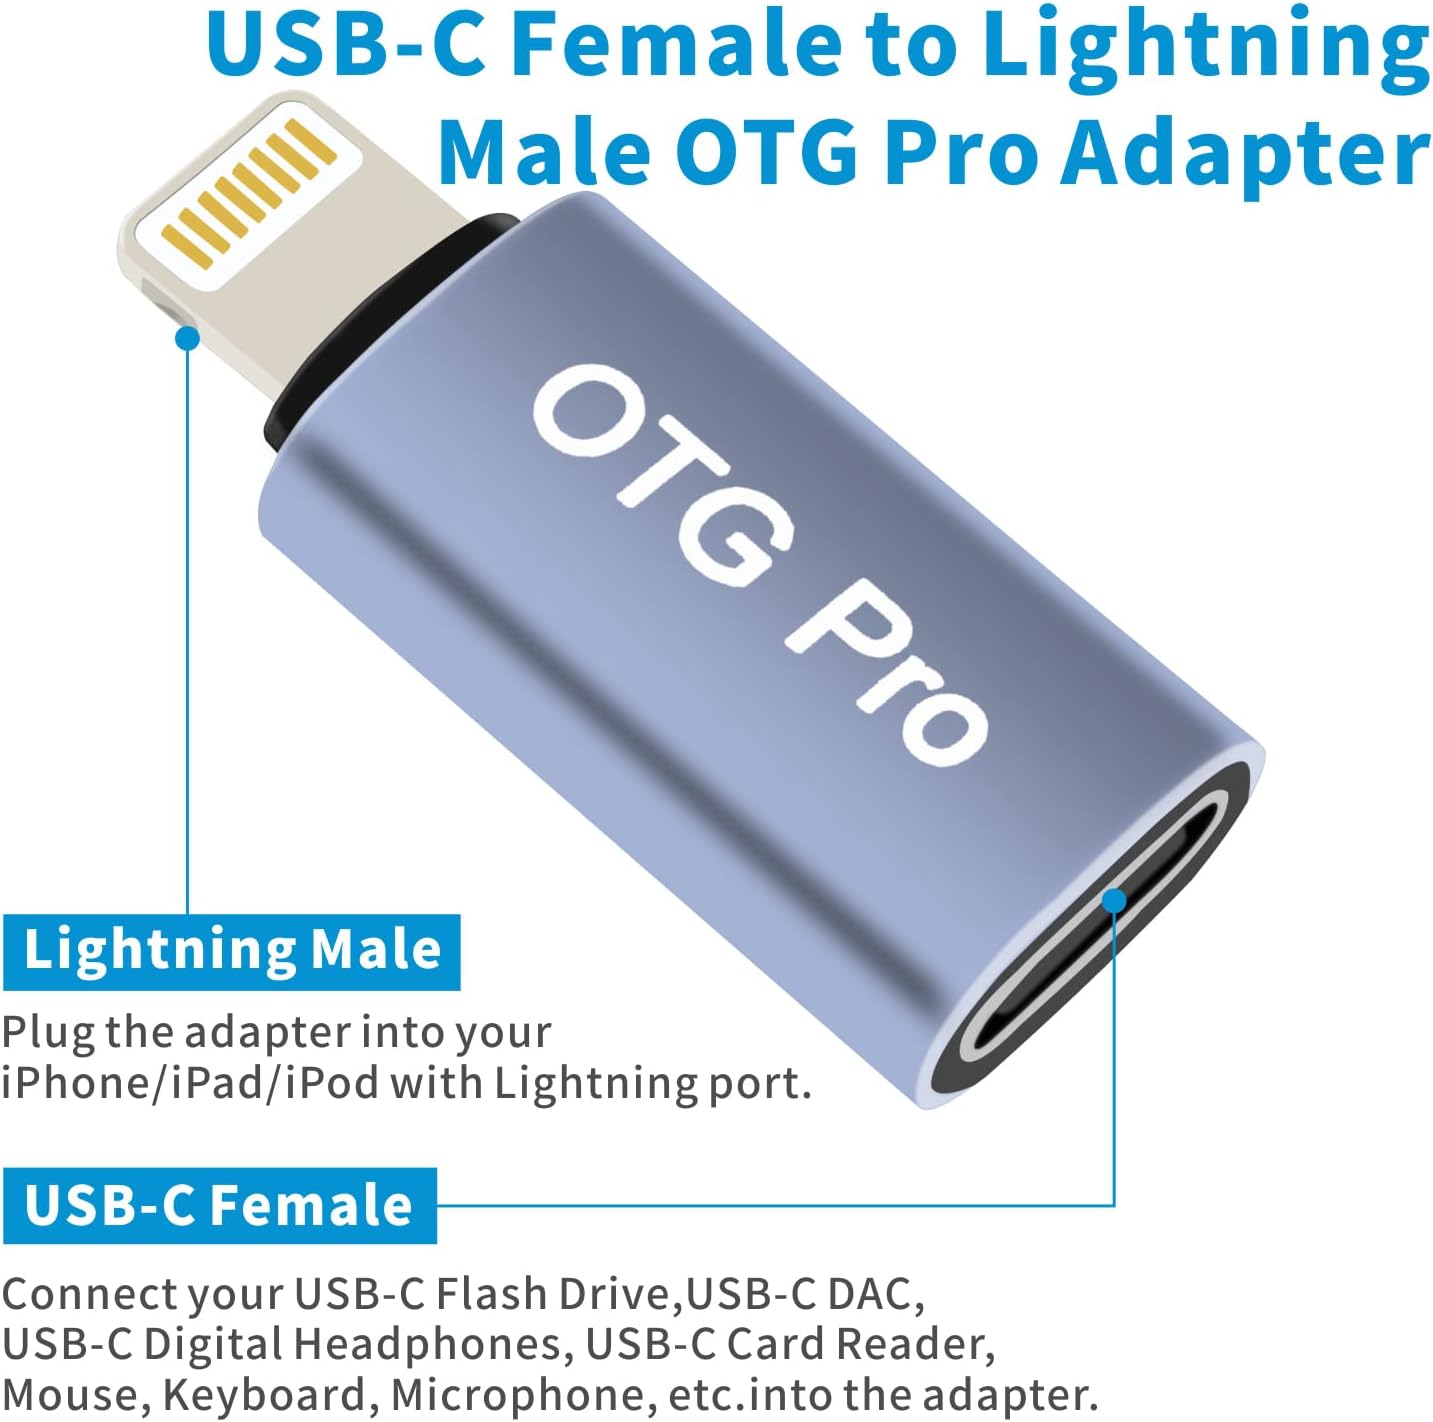 USB-C Female to Lightning
Male OTG Pro Adapter
OTG Pro
Lightning Male
Plug the adapter into your
iPhone/iPad/iPod with Lightning port.
USB-C Female
Connect your USB-C Flash Drive,USB-C DAC,
USB-C Digital Headphones, USB-C Card Reader,
Mouse, Keyboard, Microphone, etc.into the adapter.